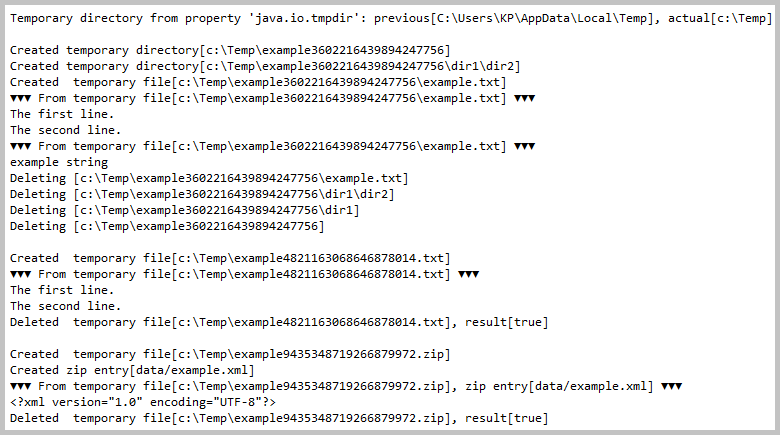 Temporary directory from property 'java.io.tmpdir': previous[C:\Users\KP\AppData\Local\Temp], actual[c:\Temp]
Created temporary directory[c:\Temp\example3602216439894247756]
Created temporary directory[c:\Temp\example3602216439894247756\dir1\dir2]
Created  temporary file[c:\Temp\example3602216439894247756\example.txt]
▼▼▼ From temporary file[c:\Temp\example3602216439894247756\example.txt] ▼▼▼
The first line.
The second line.
▼▼▼ From temporary file[c:\Temp\example3602216439894247756\example.txt] ▼▼▼
example string
Deleting [c:\Temp\example3602216439894247756\example.txt]
Deleting [c:\Temp\example3602216439894247756\dir1\dir2]
Deleting [c:\Temp\example3602216439894247756\dir1]
Deleting [c:\Temp\example3602216439894247756]
Created  temporary file[c:\Temp\example4821163068646878014.txt]
▼▼▼ From temporary file[c:\Temp\example4821163068646878014.txt] ▼▼▼
The first line.
The second line.
Deleted  temporary file[c:\Temp\example4821163068646878014.txt], result[true]
Created  temporary file[c:\Temp\example9435348719266879972.zip]
Created zip entry[data/example.xml]
▼▼▼ From temporary file[c:\Temp\example9435348719266879972.zip], zip entry[data/example.xml] ▼▼▼
<?xml version="1.0" encoding="UTF-8"?>
Deleted  temporary file[c:\Temp\example9435348719266879972.zip], result[true]